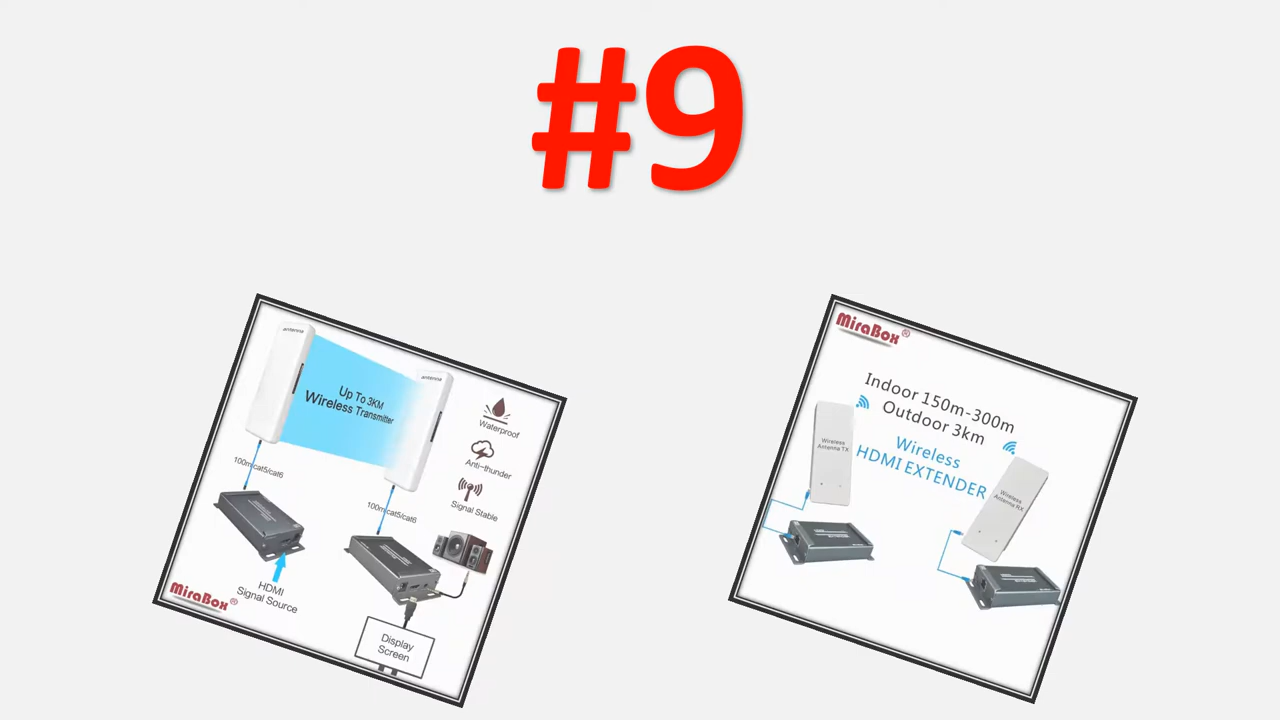 #9
antenna
antenna
Up To 3KM
Wireless Transmitter
Waterproof
Anti-thunder
Signal Stable
100m cat5/cat6
100m cat5/cat6
HDMI
Signal Source
MiraBox®
Display
Screen
MiraBox®
Indoor 150m-300m
Outdoor 3km
Wireless
HDMI EXTENDER
Wireless
Antenna TX
Wireless
Antenna RX